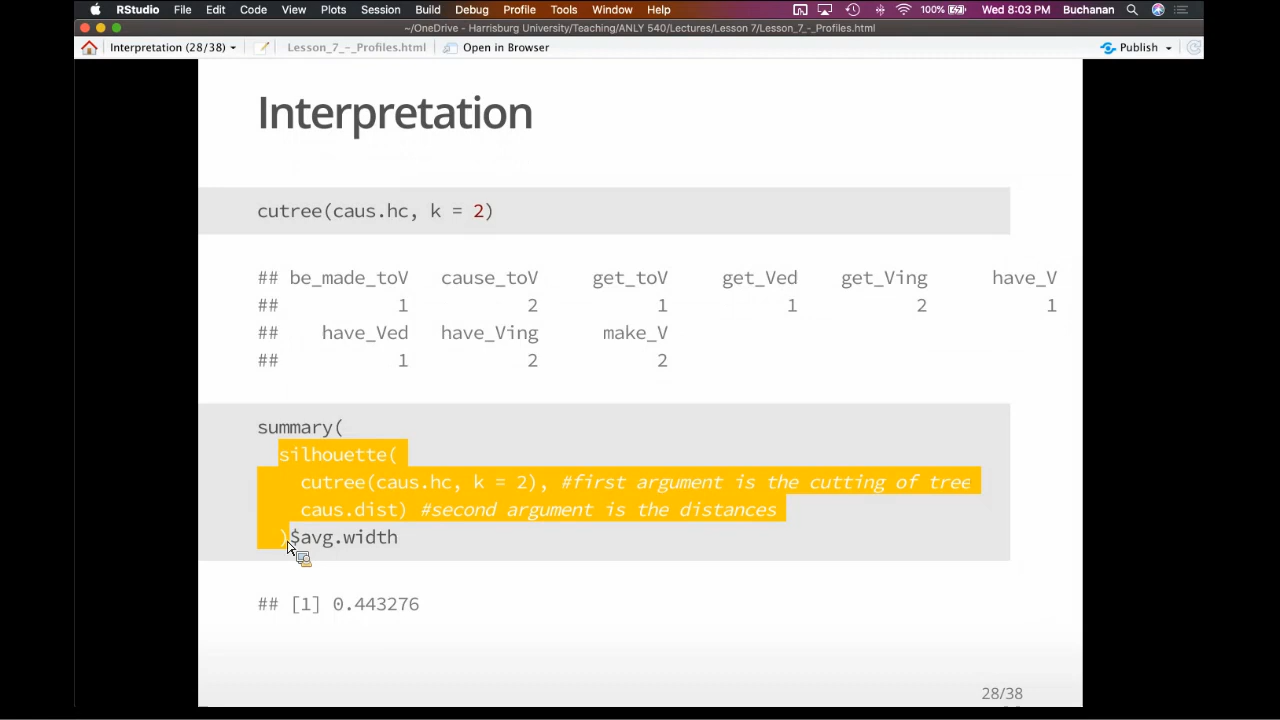 RStudio File Edit Code View Plots Session Build Debug Profile Tools Window Help 100% Wed 8:03 PM Buchanan
~/OneDrive - Harrisburg University/Teaching/ANLY 540/Lectures/Lesson 7/Lesson_7_-_Profiles.html
Interpretation (28/38) Lesson_7_-_Profiles.html Open in Browser Publish
Interpretation
cutree(caus.hc, k = 2)
## be_made_toV cause_toV get_toV get_Ved get_Ving have_V
## 1 2 1 1 2 1
## have_Ved have_Ving make_V
## 1 2 2
summary(
silhouette(
cutree(caus.hc, k = 2), #first argument is the cutting of tree
caus.dist) #second argument is the distances
)$avg.width
## [1] 0.443276
28/38